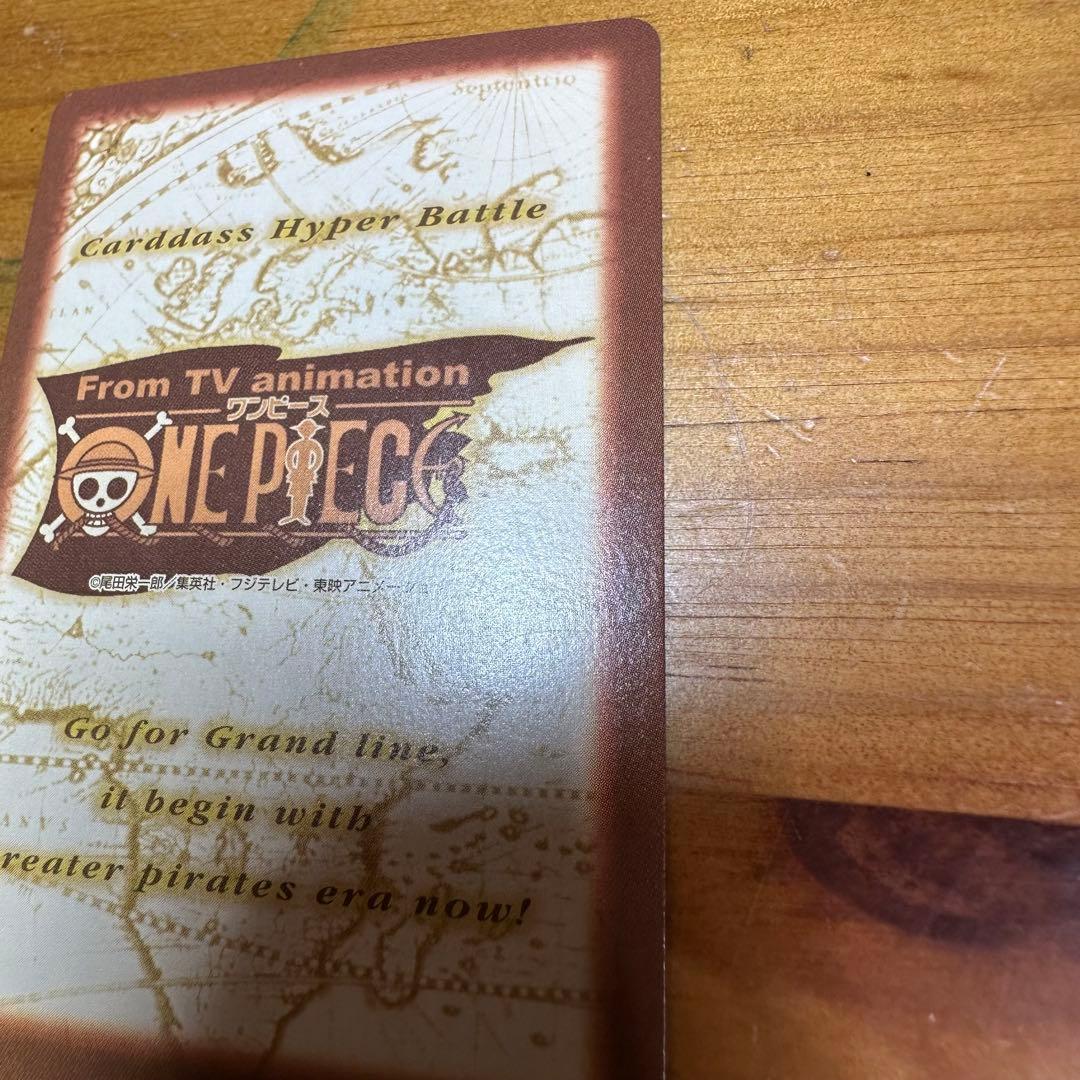 Septentrio
Carddass Hyper Battle
From TV animation
ワンピース
ONE PIECE
©尾田栄一郎／集英社・フジテレビ・東映アニメーション
Go for Grand line,
it begin with
reater pirates era now!